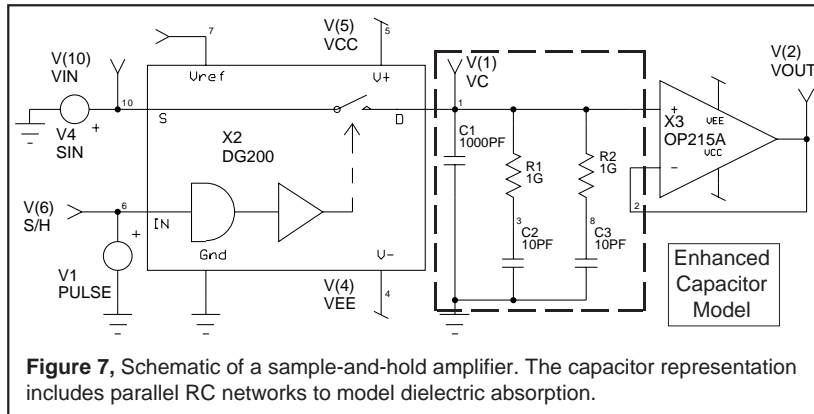 V(10)
VIN
7
V(5)
VCC
5
V(1)
VC
V(2)
VOUT
Vref
V+
10
S
D
1
V4
SIN
+
X2
DG200
C1
1000PF
R1
1G
R2
1G
+
VEE
X3
OP215A
VCC
-
2
V(6)
S/H
6
IN
+
V1
PULSE
Gnd
V-
V(4)
VEE
4
3
C2
10PF
8
C3
10PF
Enhanced
Capacitor
Model
Figure 7, Schematic of a sample-and-hold amplifier. The capacitor representation
includes parallel RC networks to model dielectric absorption.